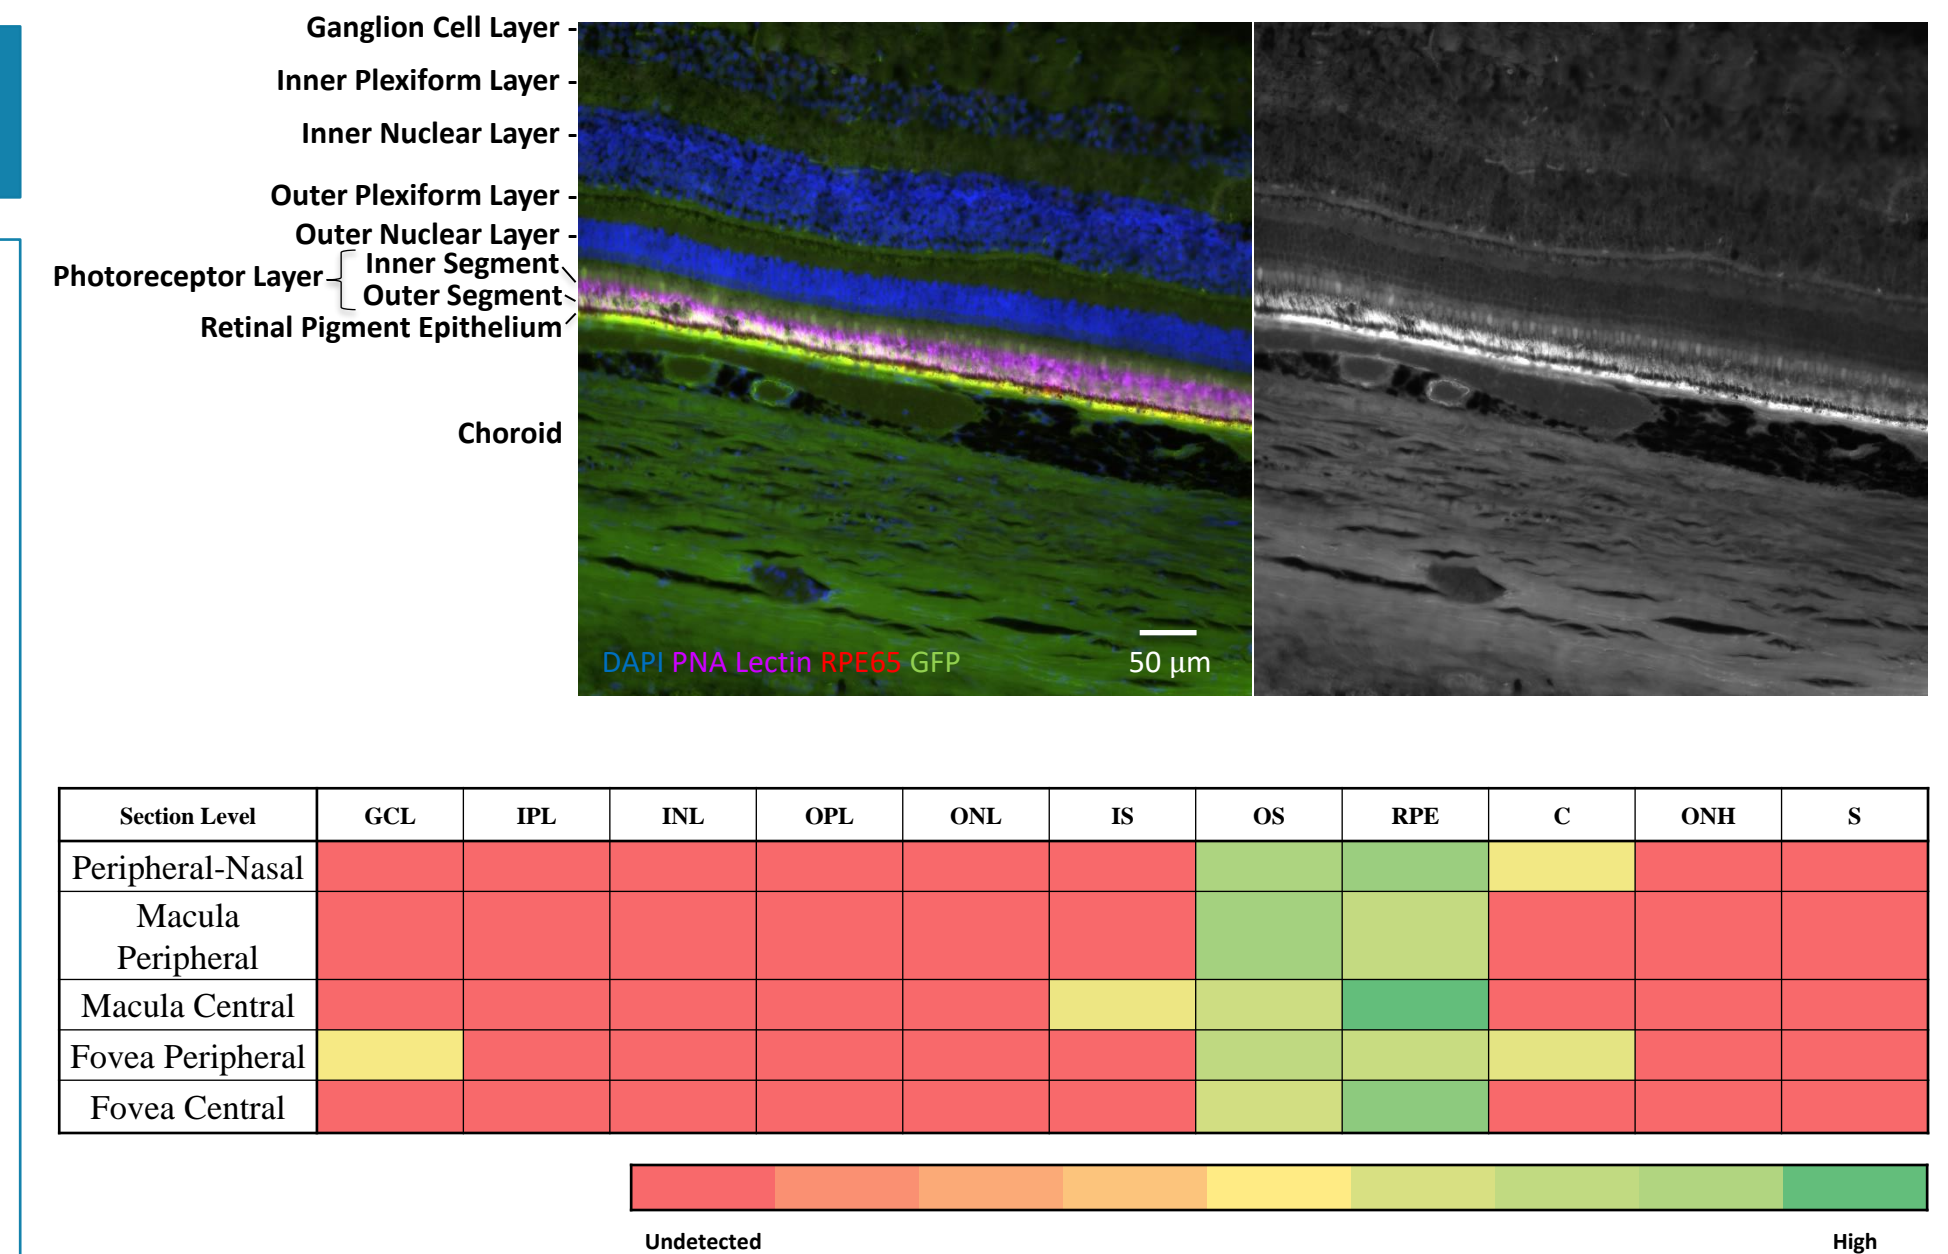 Ganglion Cell Layer -
Inner Plexiform Layer -
Inner Nuclear Layer -
Outer Plexiform Layer -
Outer Nuclear Layer -
Photoreceptor Layer
Inner Segment
Outer Segment
Retinal Pigment Epithelium
Choroid
DAPI PNA Lectin RPE65 GFP
50 µm
Section Level GCL IPL INL OPL ONL IS OS RPE C ONH S
Peripheral-Nasal
Macula
Peripheral
Macula Central
Fovea Peripheral
Fovea Central
Undetected High